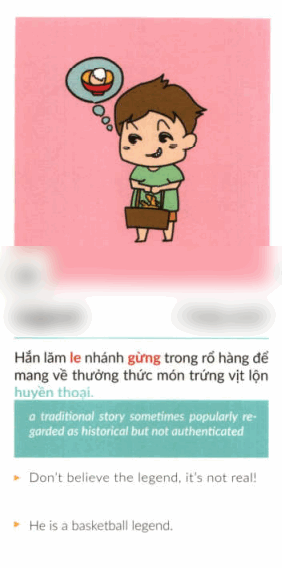 Hắn lăm le nhánh gừng trong rổ hàng để
mang về thưởng thức món trứng vịt lộn
huyền thoại.
a traditional story sometimes popularly re-
garded as historical but not authenticated
Don't believe the legend, it's not real!
He is a basketball legend.